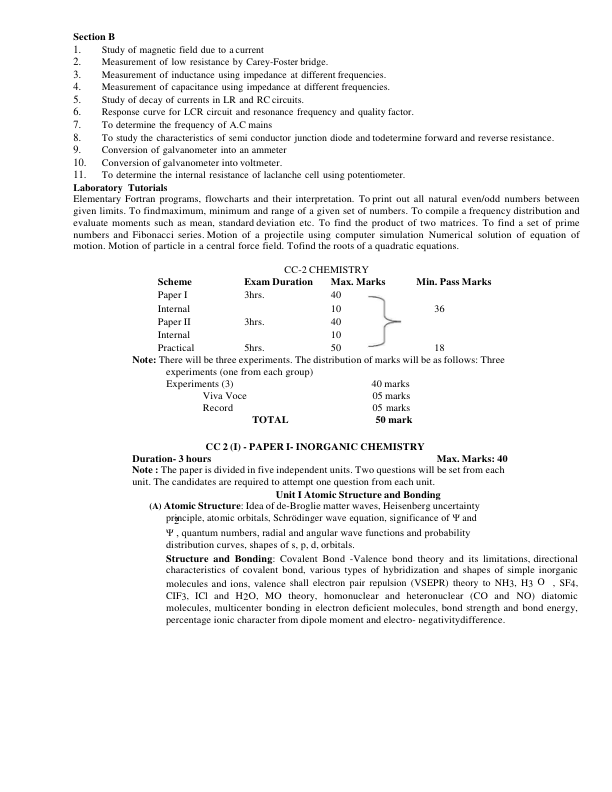 Section B
1. Study of magnetic field due to a current
2. Measurement of low resistance by Carey-Foster bridge.
3. Measurement of inductance using impedance at different frequencies.
4. Measurement of capacitance using impedance at different frequencies.
5. Study of decay of currents in LR and RC circuits.
6. Response curve for LCR circuit and resonance frequency and quality factor.
7. To determine the frequency of A.C mains
8. To study the characteristics of semi conductor junction diode and todetermine forward and reverse resistance.
9. Conversion of galvanometer into an ammeter
10. Conversion of galvanometer into voltmeter.
11. To determine the internal resistance of laclanche cell using potentiometer.
Laboratory Tutorials
Elementary Fortran programs, flowcharts and their interpretation. To print out all natural even/odd numbers between
given limits. To findmaximum, minimum and range of a given set of numbers. To compile a frequency distribution and
evaluate moments such as mean, standard deviation etc. To find the product of two matrices. To find a set of prime
numbers and Fibonacci series. Motion of a projectile using computer simulation Numerical solution of equation of
motion. Motion of particle in a central force field. Tofind the roots of a quadratic equations.
CC-2 CHEMISTRY
Scheme Exam Duration Max. Marks Min. Pass Marks
Paper I 3hrs. 40
Internal 10 36
Paper II 3hrs. 40
Internal 10
Practical 5hrs. 50 18
Note: There will be three experiments. The distribution of marks will be as follows: Three
experiments (one from each group)
Experiments (3) 40 marks
Viva Voce 05 marks
Record 05 marks
TOTAL 50 mark
CC 2 (I) - PAPER I- INORGANIC CHEMISTRY
Duration- 3 hours Max. Marks: 40
Note : The paper is divided in five independent units. Two questions will be set from each
unit. The candidates are required to attempt one question from each unit.
Unit I Atomic Structure and Bonding
(A) Atomic Structure: Idea of de-Broglie matter waves, Heisenberg uncertainty
principle, atomic orbitals, Schrödinger wave equation, significance of Ψ and
2
Ψ , quantum numbers, radial and angular wave functions and probability
distribution curves, shapes of s, p, d, orbitals.
Structure and Bonding: Covalent Bond -Valence bond theory and its limitations, directional
characteristics of covalent bond, various types of hybridization and shapes of simple inorganic
molecules and ions, valence shall electron pair repulsion (VSEPR) theory to NH3, H3 O , SF4,
ClF3, ICl and H2O, MO theory, homonuclear and heteronuclear (CO and NO) diatomic
molecules, multicenter bonding in electron deficient molecules, bond strength and bond energy,
percentage ionic character from dipole moment and electro- negativitydifference.